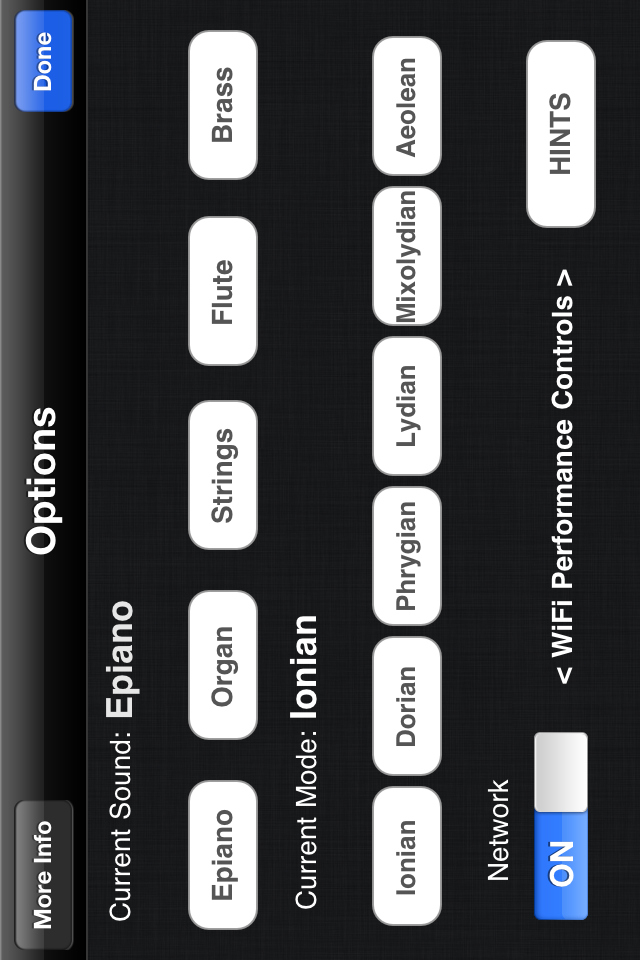 More Info Options Done
Current Sound: Epiano
Epiano Organ Strings Flute Brass
Current Mode: Ionian
Ionian Dorian Phrygian Lydian Mixolydian Aeolean
Network
ON < WiFi Performance Controls > HINTS